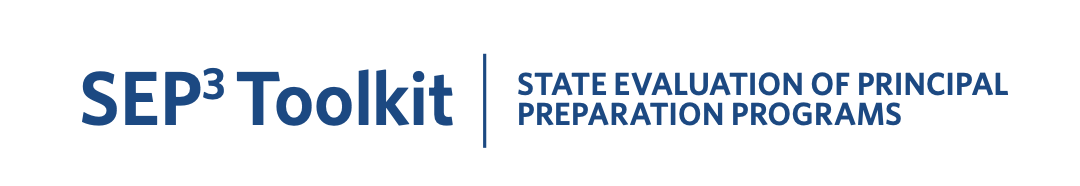 SEP³ Toolkit
STATE EVALUATION OF PRINCIPAL
PREPARATION PROGRAMS